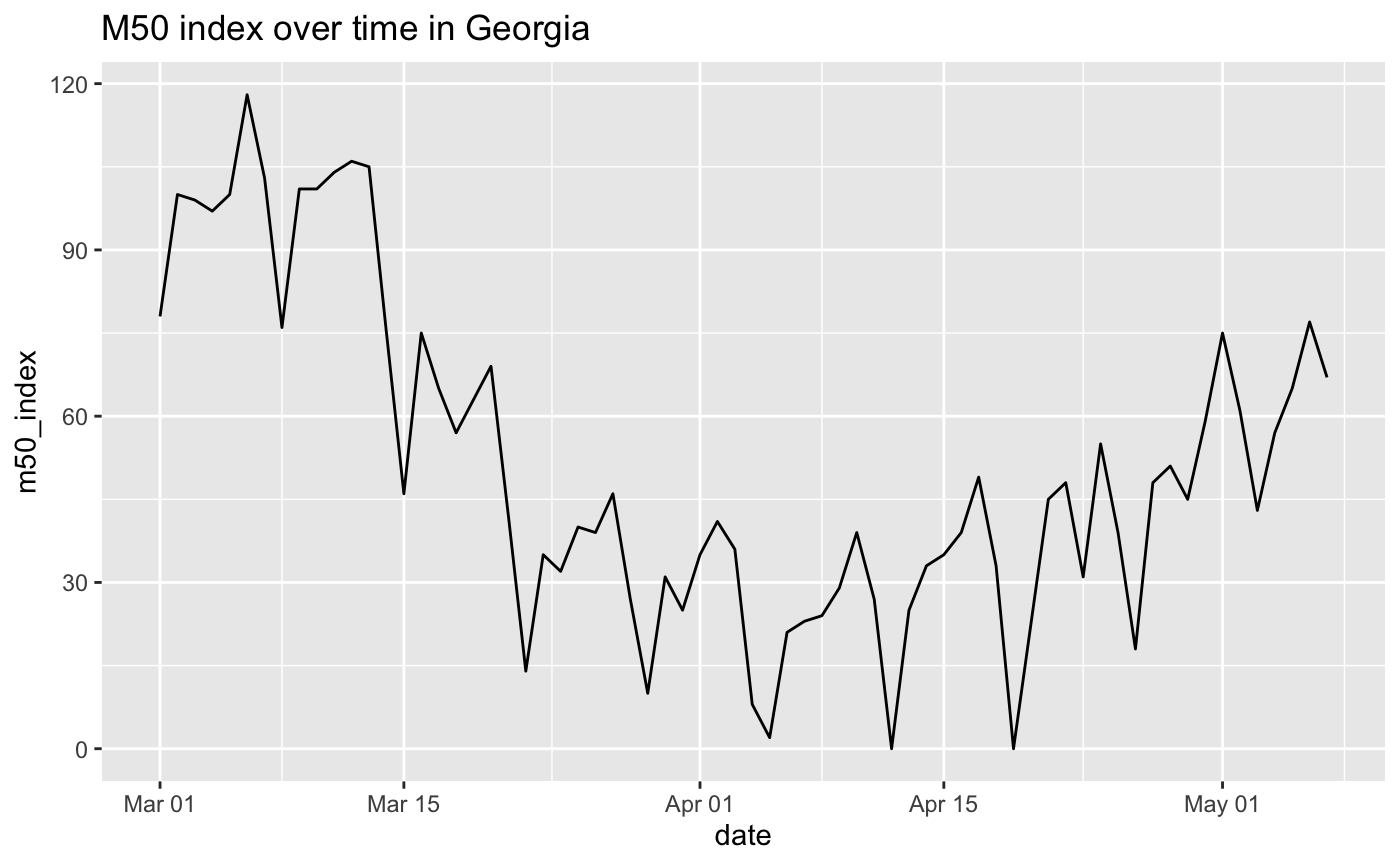 M50 index over time in Georgia
120
90
60
30
0
m50_index
Mar 01
Mar 15
Apr 01
Apr 15
May 01
date